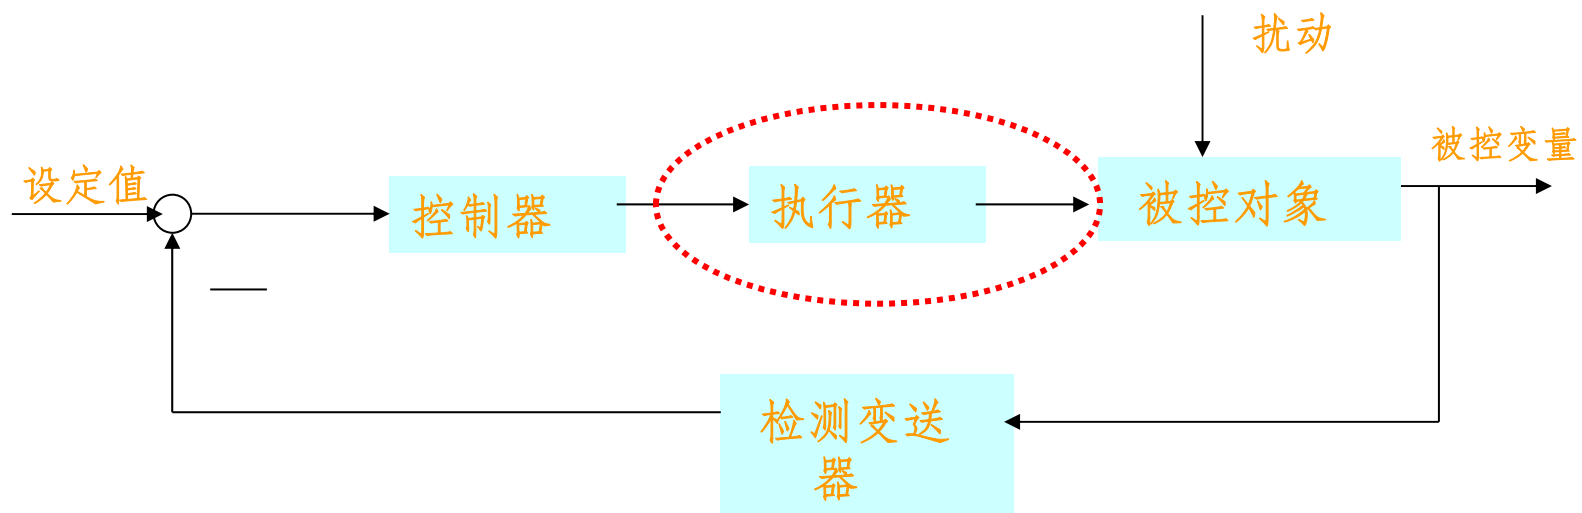 扰动
设定值
控制器
执行器
被控对象
被控变量
检测变送
器